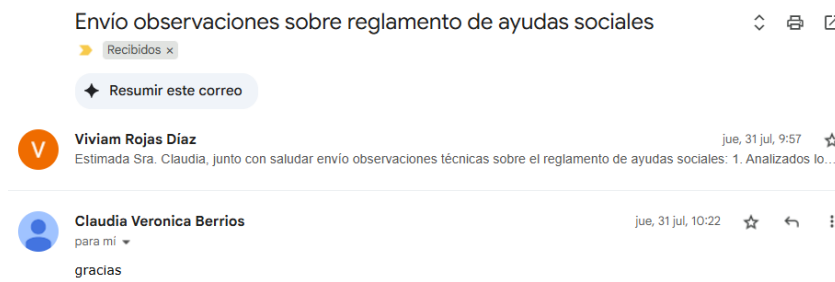 Envío observaciones sobre reglamento de ayudas sociales
Recibidos ×
Resumir este correo
V
Viviam Rojas Díaz
jue, 31 jul, 9:57
Estimada Sra. Claudia, junto con saludar envío observaciones técnicas sobre el reglamento de ayudas sociales: 1. Analizados lo...
Claudia Veronica Berrios
jue, 31 jul, 10:22
para mí
gracias